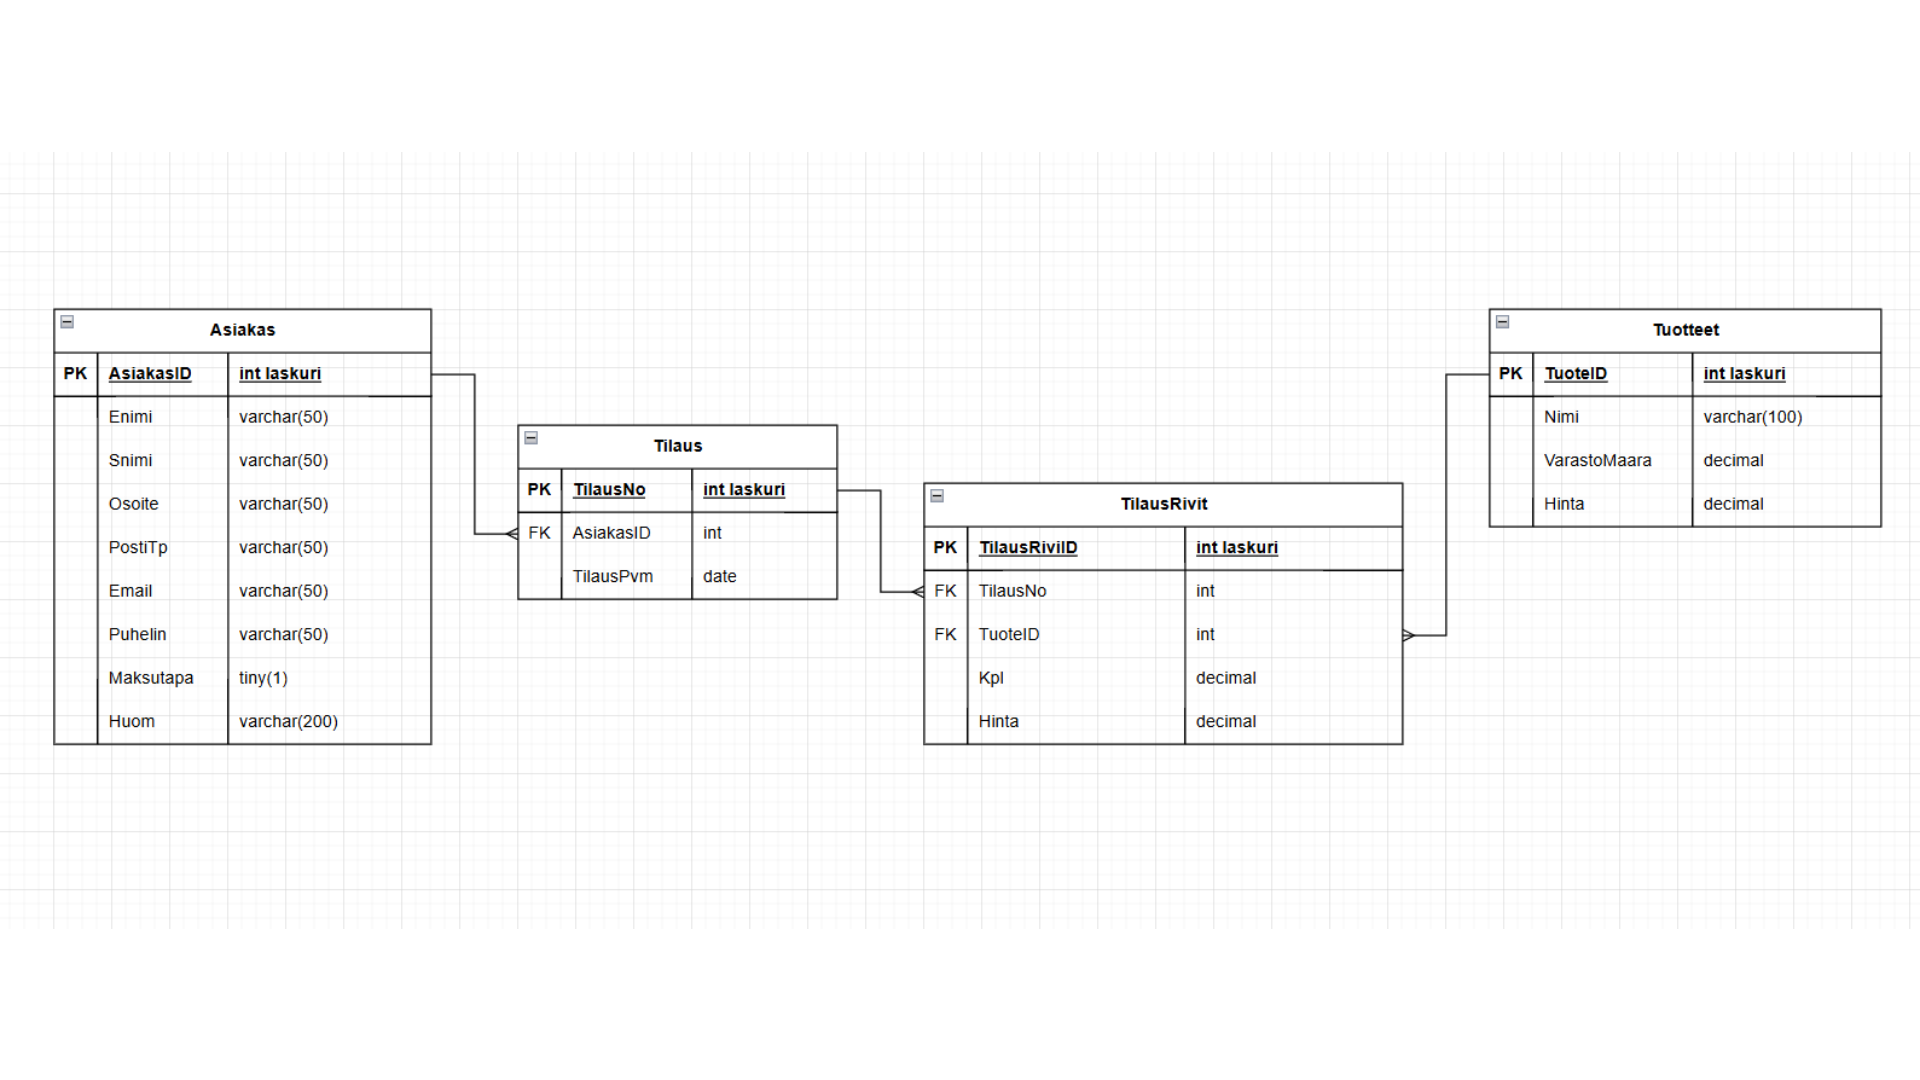 Asiakas
PK AsiakasID int laskuri
Enimi varchar(50)
Snimi varchar(50)
Osoite varchar(50)
PostiTp varchar(50)
Email varchar(50)
Puhelin varchar(50)
Maksutapa tiny(1)
Huom varchar(200)
Tilaus
PK TilausNo int laskuri
FK AsiakasID int
TilausPvm date
TilausRivit
PK TilausRiviID int laskuri
FK TilausNo int
FK TuoteID int
Kpl decimal
Hinta decimal
Tuotteet
PK TuoteID int laskuri
Nimi varchar(100)
VarastoMaara decimal
Hinta decimal